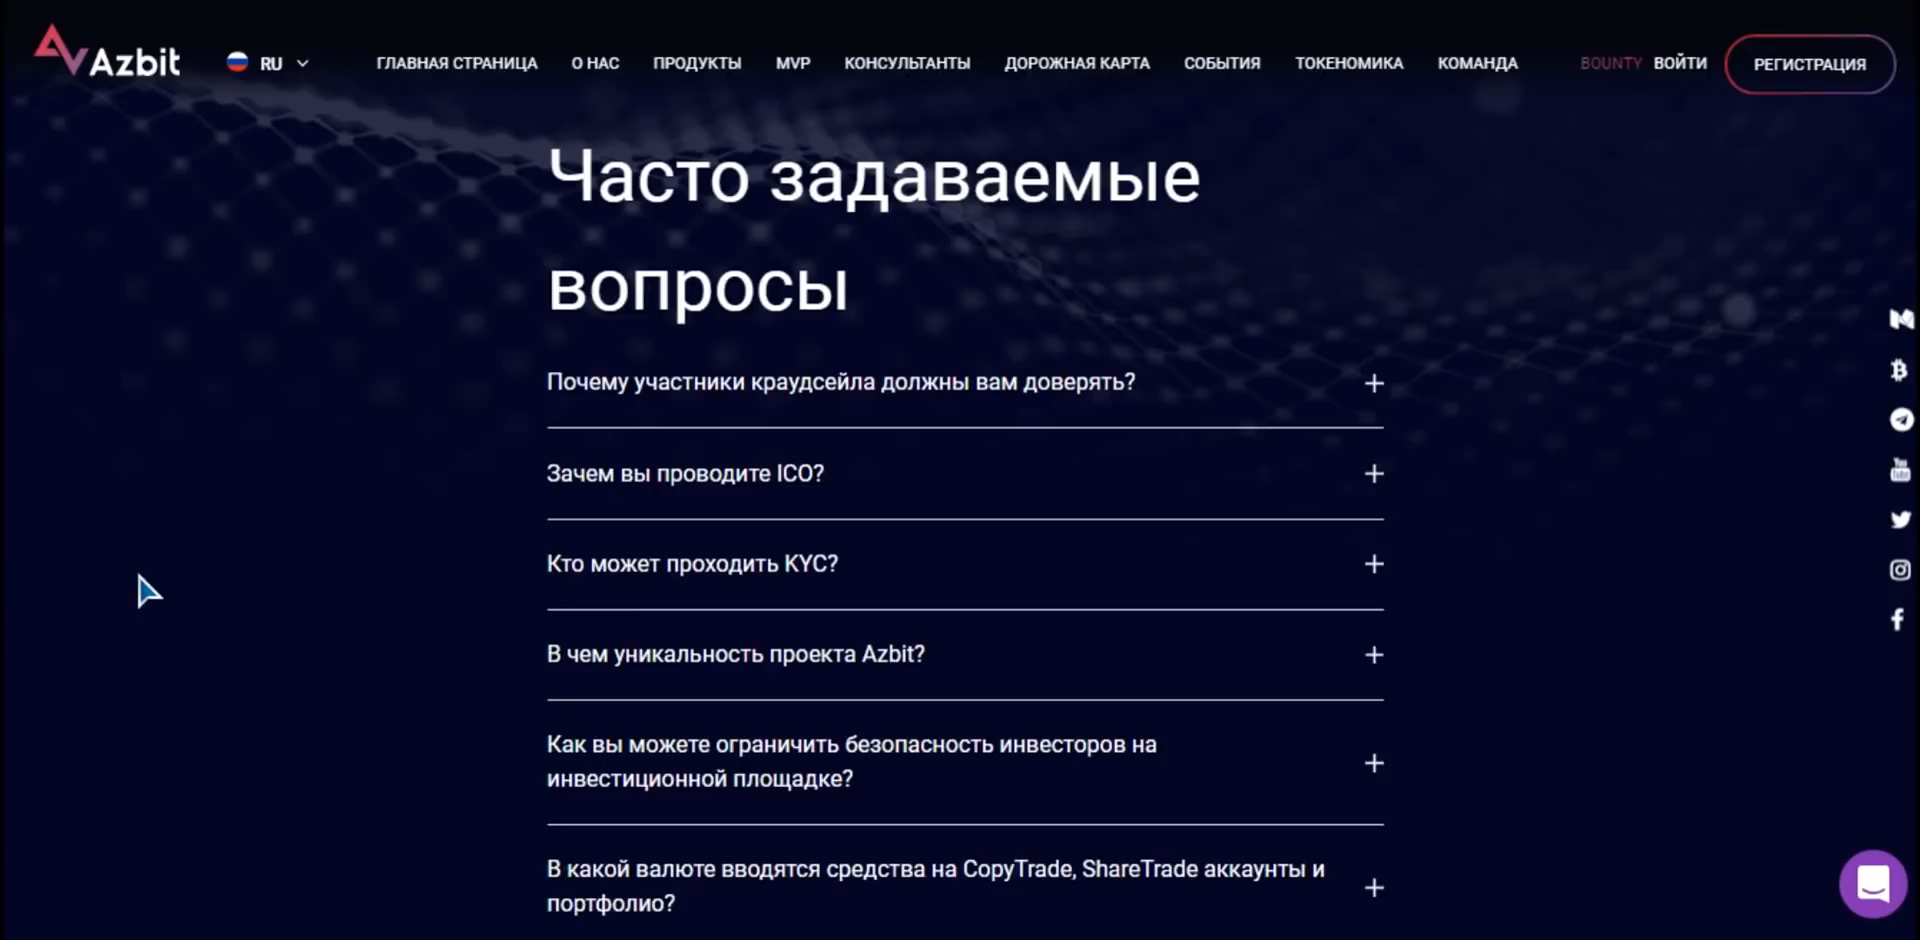 Azbit
RU
ГЛАВНАЯ СТРАНИЦА
О НАС
ПРОДУКТЫ
MVP
КОНСУЛЬТАНТЫ
ДОРОЖНАЯ КАРТА
СОБЫТИЯ
ТОКЕНОМИКА
КОМАНДА
BOUNTY
ВОЙТИ
РЕГИСТРАЦИЯ
Часто задаваемые
вопросы
Почему участники краудсейла должны вам доверять?
Зачем вы проводите ICO?
Кто может проходить KYC?
В чем уникальность проекта Azbit?
Как вы можете ограничить безопасность инвесторов на
инвестиционной площадке?
В какой валюте вводятся средства на CopyTrade, ShareTrade аккаунты и
портфолио?